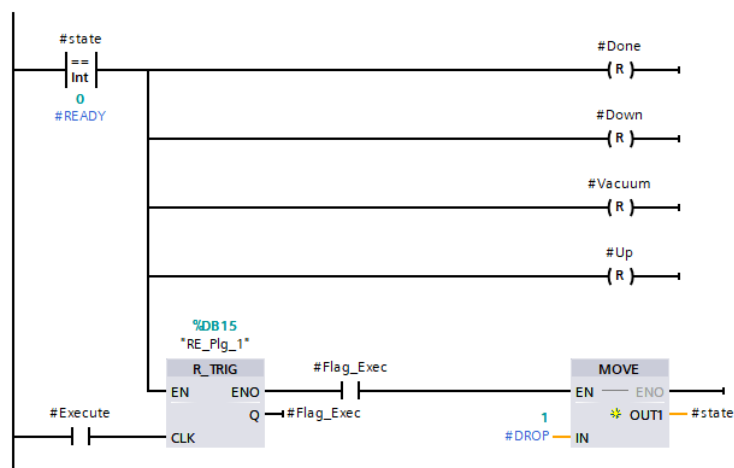 #state
==
Int
0
#READY
#Done
R
#Down
R
#Vacuum
R
#Up
R
%DB15
"RE_Plg_1"
R_TRIG
EN ENO
Q
#Flag_Exec
#Execute
CLK
#Flag_Exec
MOVE
EN ENO
OUT1
#state
1
#DROP
IN